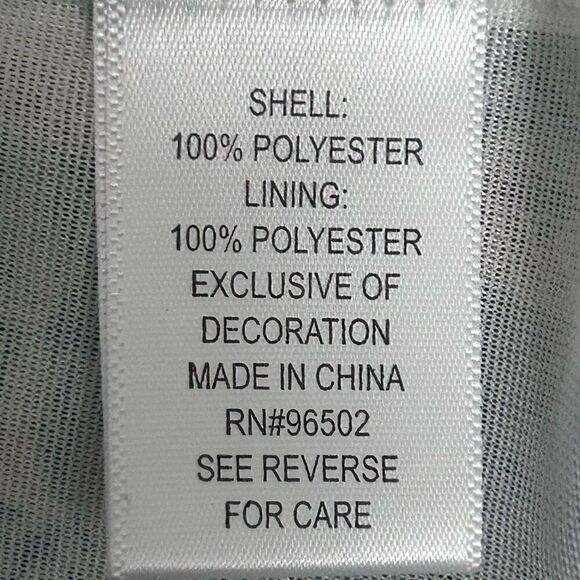 SHELL:
100% POLYESTER
LINING:
100% POLYESTER
EXCLUSIVE OF
DECORATION
MADE IN CHINA
RN#96502
SEE REVERSE
FOR CARE